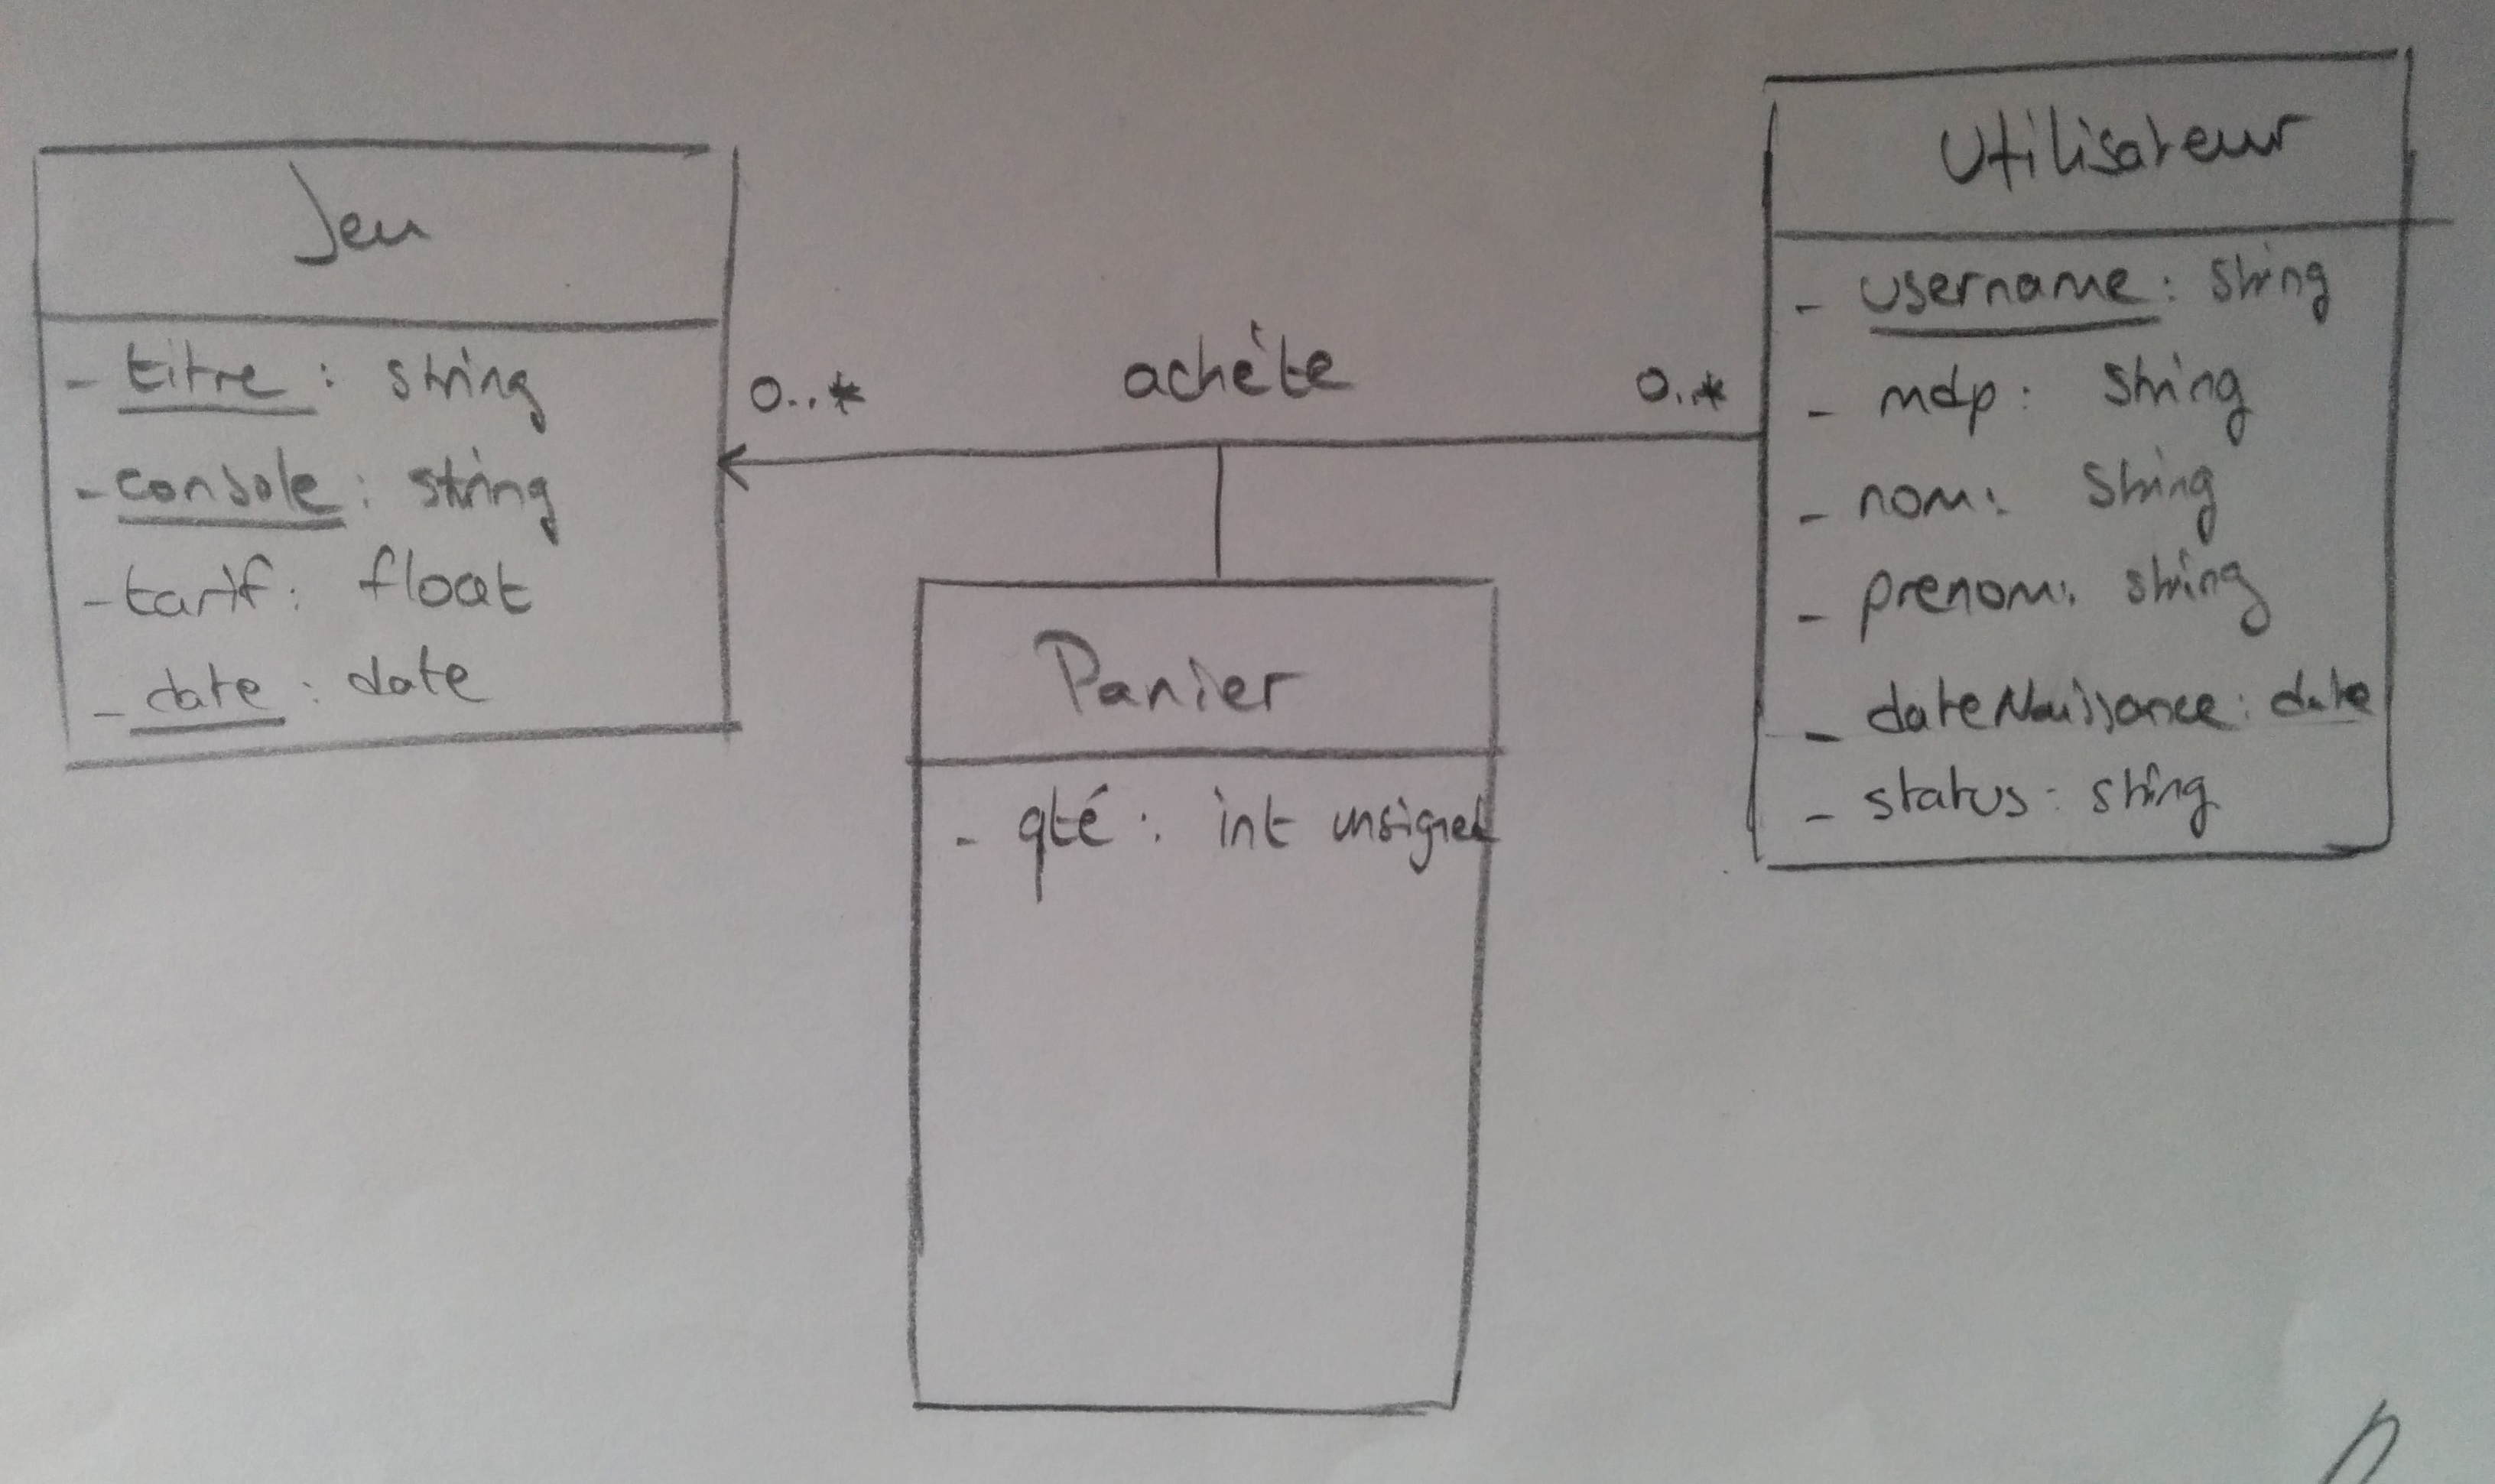 Jeu
- titre : string
- console : string
- tarif : float
- date : date
0..*
achète
0..*
Panier
- qté : int unsigned
Utilisateur
- username : string
- mdp : string
- nom : string
- prenom : string
- dateNaissance : date
- status : string